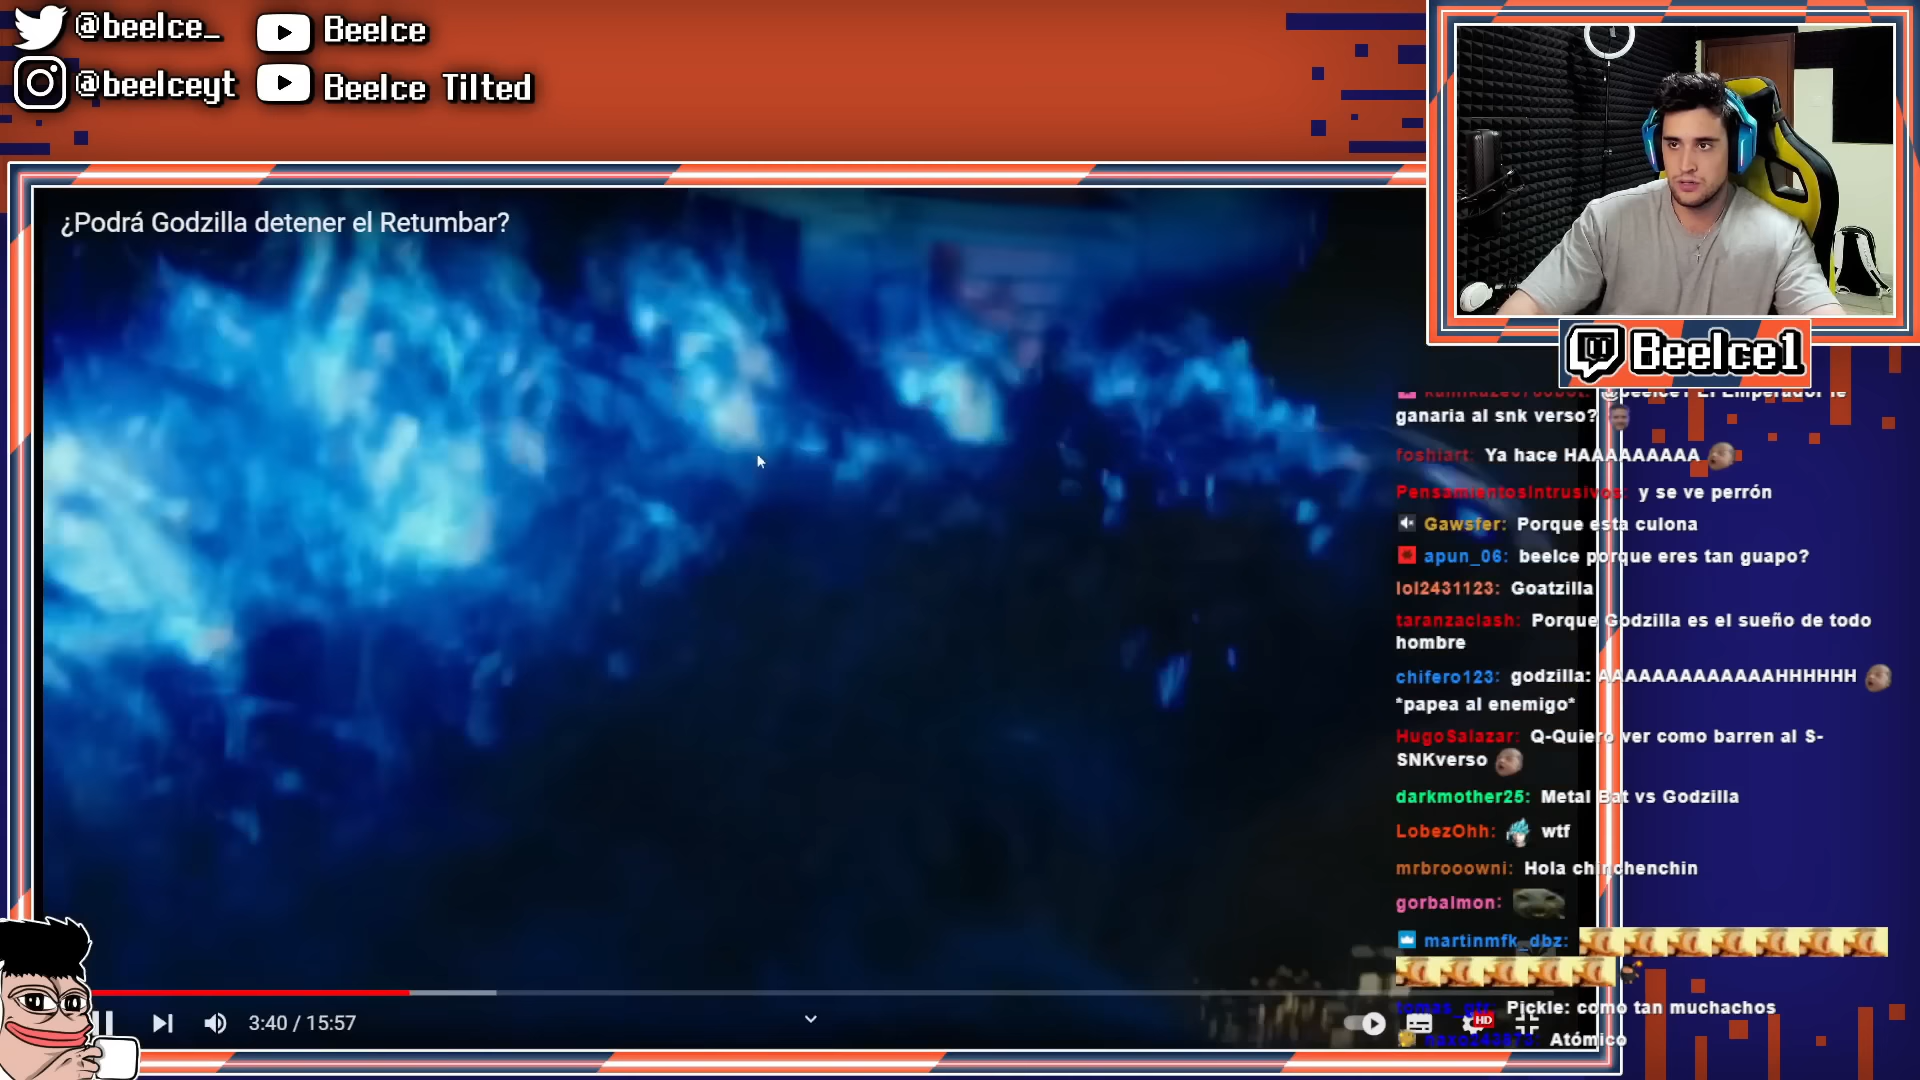 @beelce_
Beelce
@beelceyt
Beelce Tilted
¿Podrá Godzilla detener el Retumbar?
Beelce1
ganaria al snk verso?
foshiart: Ya hace HAAAAAAAAA
PensamientosIntrusivos: y se ve perrón
Gawsfer: Porque esta culona
apun_06: beelce porque eres tan guapo?
lol2431123: Goatzilla
taranzaclash: Porque Godzilla es el sueño de todo
hombre
chifero123: godzilla: AAAAAAAAAAAAAHHHHHH
*papea al enemigo*
HugoSalazar: Q-Quiero ver como barren al S-
SNKverso
darkmother25: Metal Bat vs Godzilla
LobezOhh: wtf
mrbrooowni: Hola chinchenchin
gorbalmon:
martinmfk_dbz:
Pickle: como tan muchachos
Atómico
3:40 / 15:57
HD